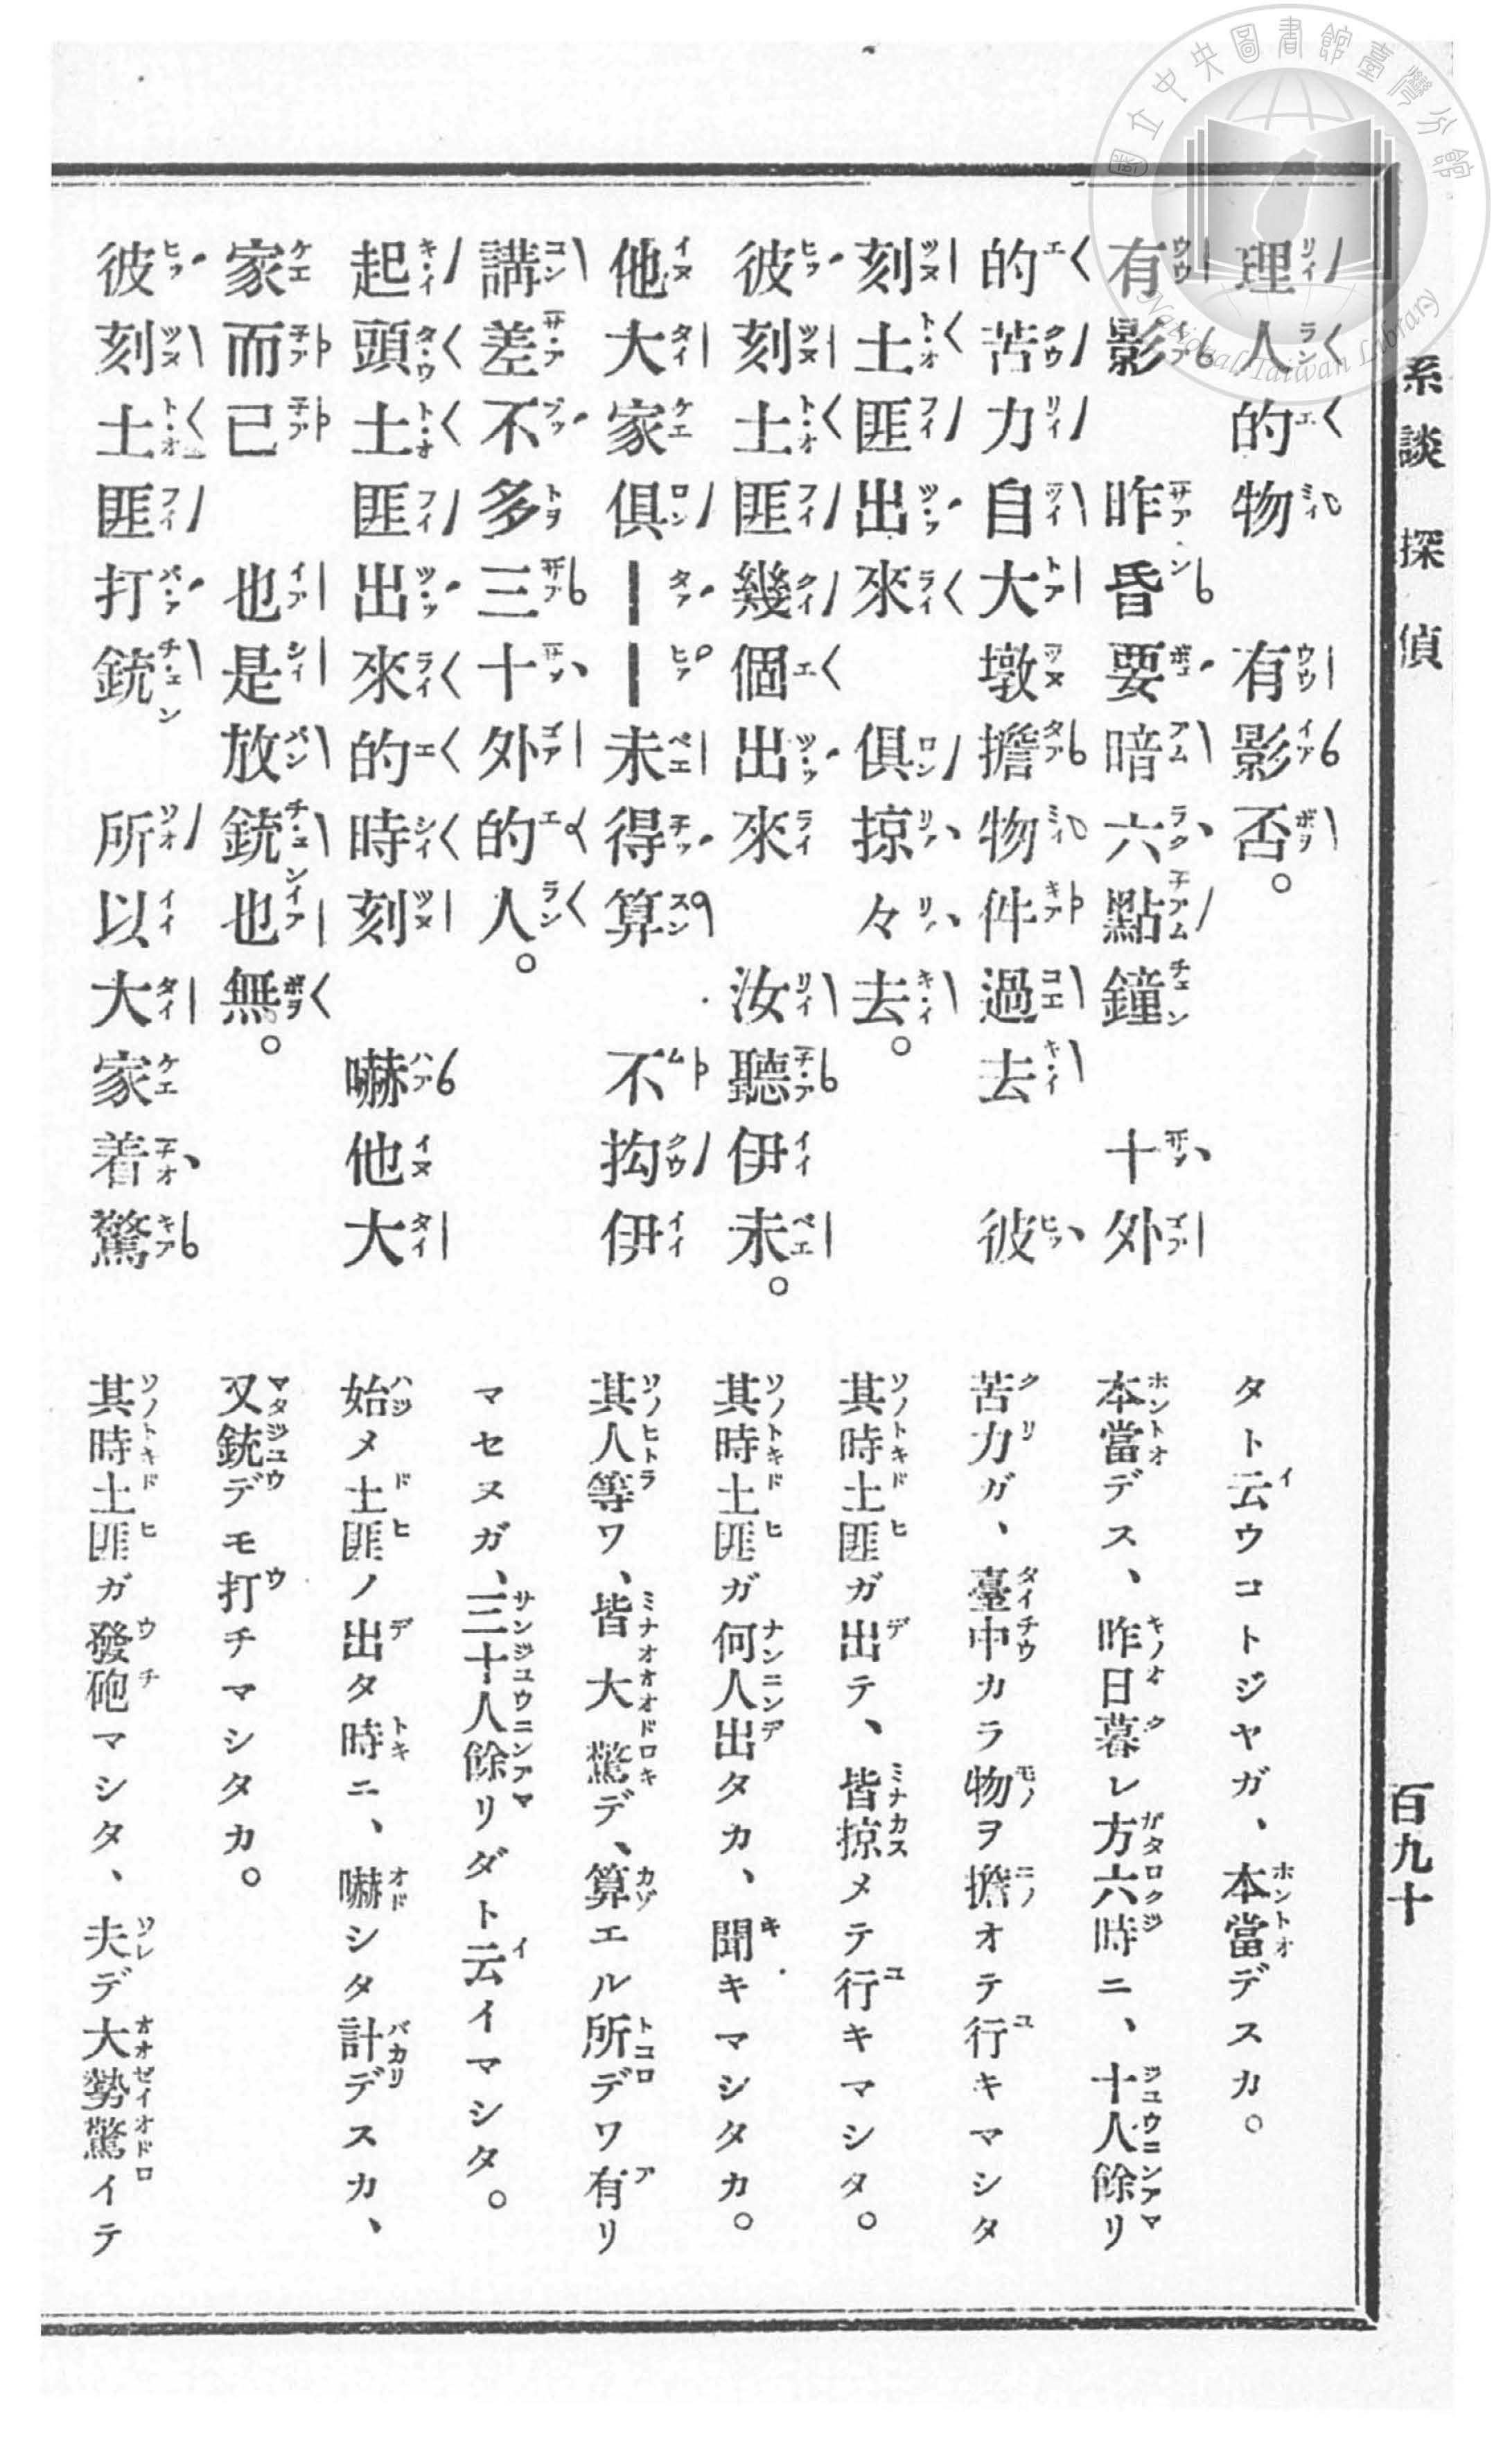 系談探偵
百九十
理人的物　有影否。
タト云ウコトジヤガ、本當デスカ。
有影　昨昏要暗六點鐘　十外
本當デス、昨日暮レ方六時ニ、十人餘リ
的苦力自大墩擔物件過去　彼
苦力ガ、臺中カラ物ヲ擔オテ行キマシタ
刻土匪出來　俱掠々去。
其時土匪ガ出テ、皆掠メテ行キマシタ。
彼刻土匪幾個出來　汝聽伊未。
其時土匪ガ何人出タカ、聞キマシタカ。
他大家俱――未得算　不拘伊
其人等ワ、皆大驚デ、算エル所デワ有リ
講差不多三十外的人。
マセヌガ、三十人餘リダト云イマシタ。
起頭土匪出來的時刻　嚇他大
始メ土匪ノ出タ時ニ、嚇シタ計デスカ、
家而已　也是放銃也無。
又銃デモ打チマシタカ。
彼刻土匪打銃　所以大家着驚
其時土匪ガ發砲マシタ、夫デ大勢驚イテ
國立中央圖書館臺灣分館
National Taiwan Library